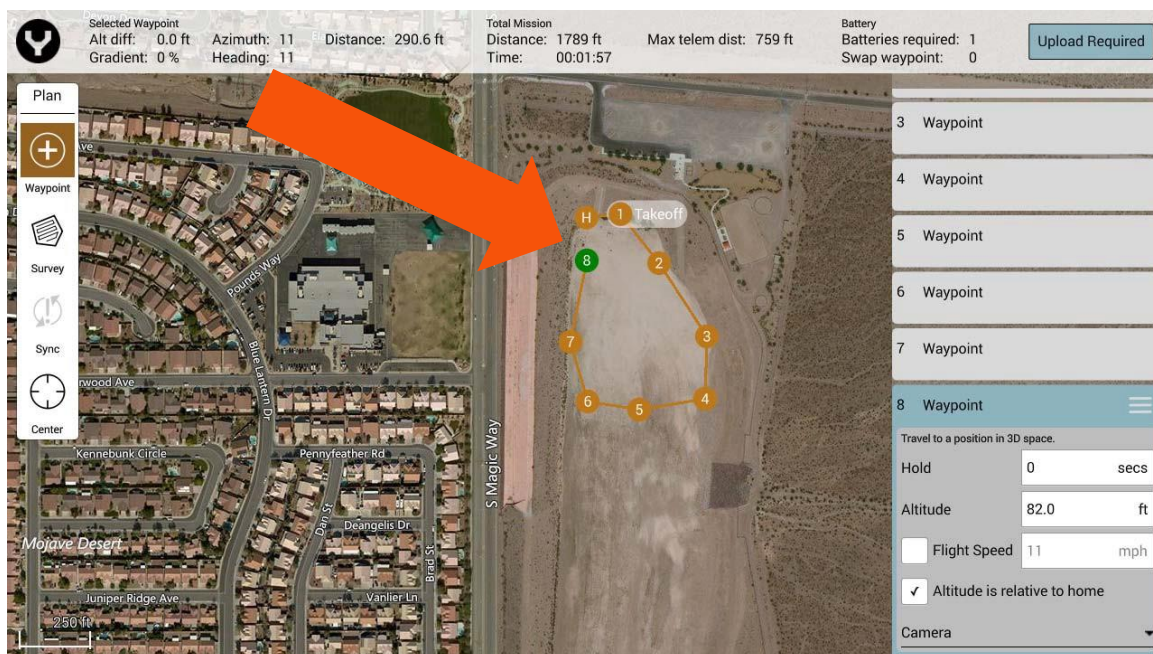 Selected Waypoint
Alt diff: 0.0 ft Azimuth: 11 Distance: 290.6 ft
Gradient: 0 % Heading: 11
Total Mission
Distance: 1789 ft Max telem dist: 759 ft
Time: 00:01:57
Battery
Batteries required: 1
Swap waypoint: 0
Upload Required
Plan
Waypoint
Survey
Sync
Center
Ave
Pounds Way
Blue Lantern Dr
rwood Ave
Kennebunk Circle
Pennyfeather Rd
Dan St
Deangelis Dr
Brad St
Mojave Desert
Juniper Ridge Ave
Vanlier Ln
250 ft
S Magic Way
H
1 Takeoff
2
3
4
5
6
7
8
3 Waypoint
4 Waypoint
5 Waypoint
6 Waypoint
7 Waypoint
8 Waypoint
Travel to a position in 3D space.
Hold 0 secs
Altitude 82.0 ft
Flight Speed 11 mph
Altitude is relative to home
Camera